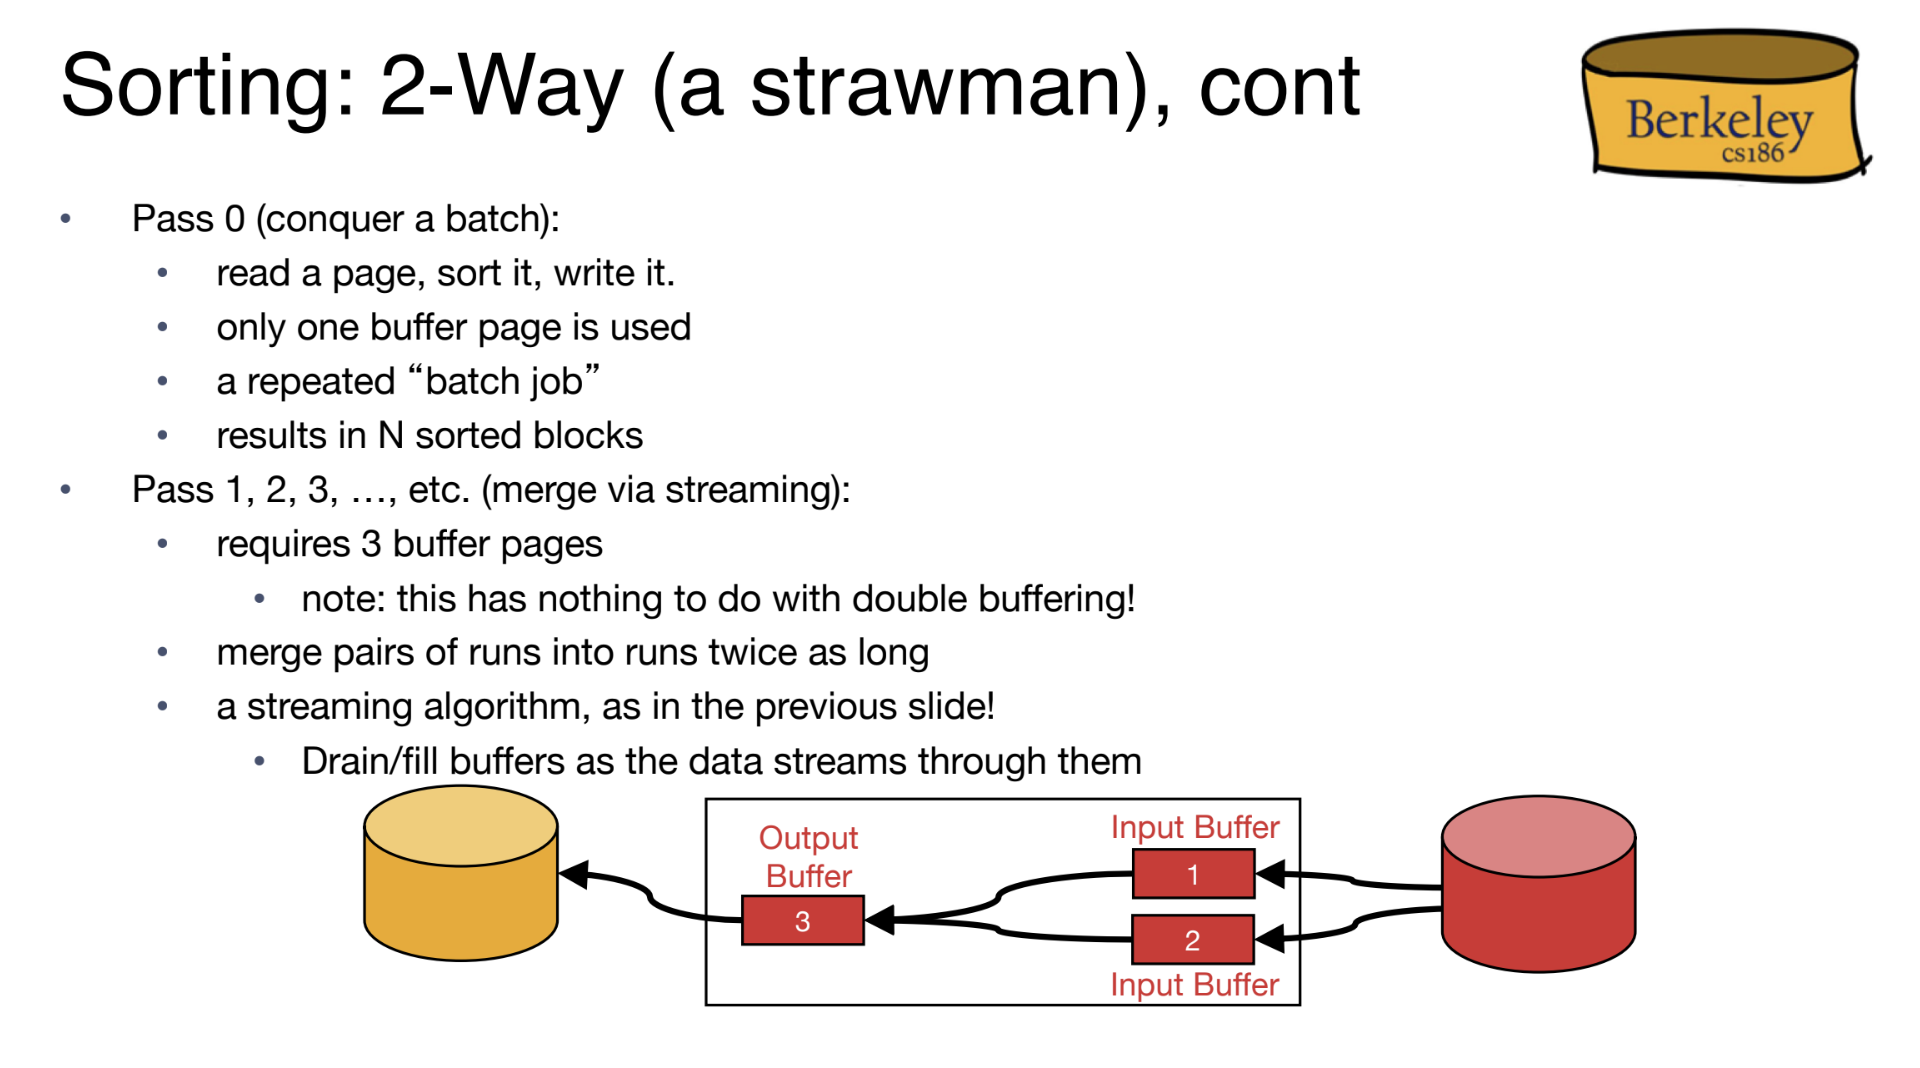 Sorting: 2-Way (a strawman), cont
Berkeley
cs186
• Pass 0 (conquer a batch):
• read a page, sort it, write it.
• only one buffer page is used
• a repeated “batch job”
• results in N sorted blocks
• Pass 1, 2, 3, …, etc. (merge via streaming):
• requires 3 buffer pages
• note: this has nothing to do with double buffering!
• merge pairs of runs into runs twice as long
• a streaming algorithm, as in the previous slide!
• Drain/fill buffers as the data streams through them
Output
Buffer
3
Input Buffer
1
2
Input Buffer